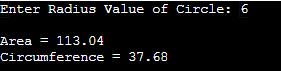 Enter Radius Value of Circle: 6
Area = 113.04
Circumference = 37.68